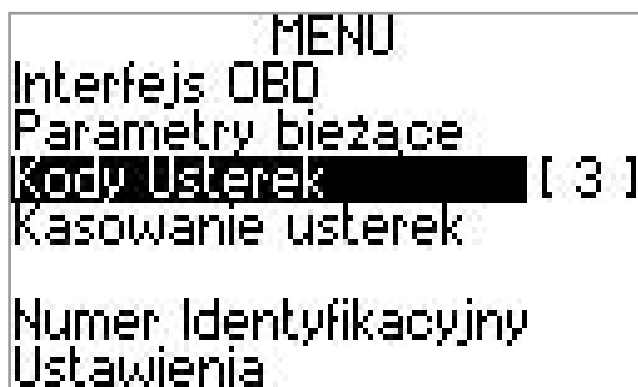 MENU
Interfejs OBD
Parametry bieżące
Kody Usterek [ 3 ]
Kasowanie usterek
Numer Identyfikacyjny
Ustawienia